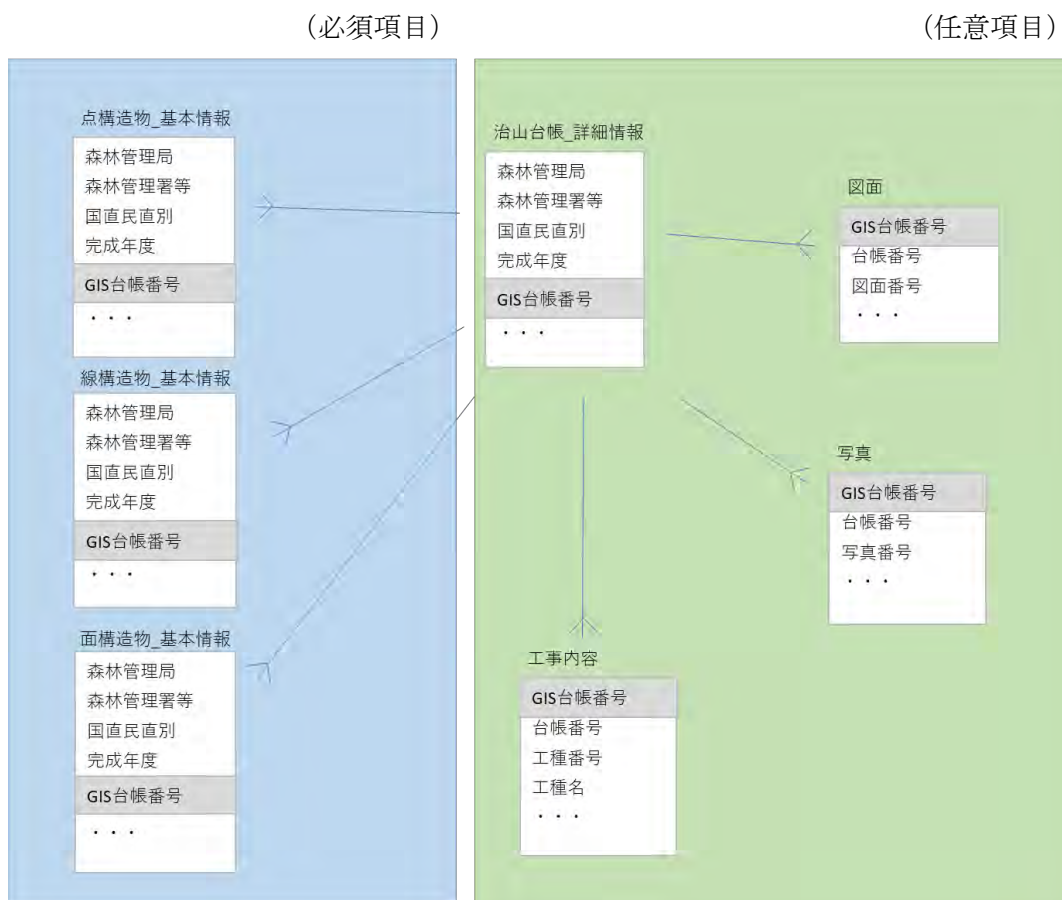 （必須項目）
（任意項目）
点構造物_基本情報
森林管理局
森林管理署等
国直民直別
完成年度
GIS台帳番号
・・・
線構造物_基本情報
森林管理局
森林管理署等
国直民直別
完成年度
GIS台帳番号
・・・
面構造物_基本情報
森林管理局
森林管理署等
国直民直別
完成年度
GIS台帳番号
・・・
治山台帳_詳細情報
森林管理局
森林管理署等
国直民直別
完成年度
GIS台帳番号
・・・
図面
GIS台帳番号
台帳番号
図面番号
・・・
写真
GIS台帳番号
台帳番号
写真番号
・・・
工事内容
GIS台帳番号
台帳番号
工種番号
工種名
・・・